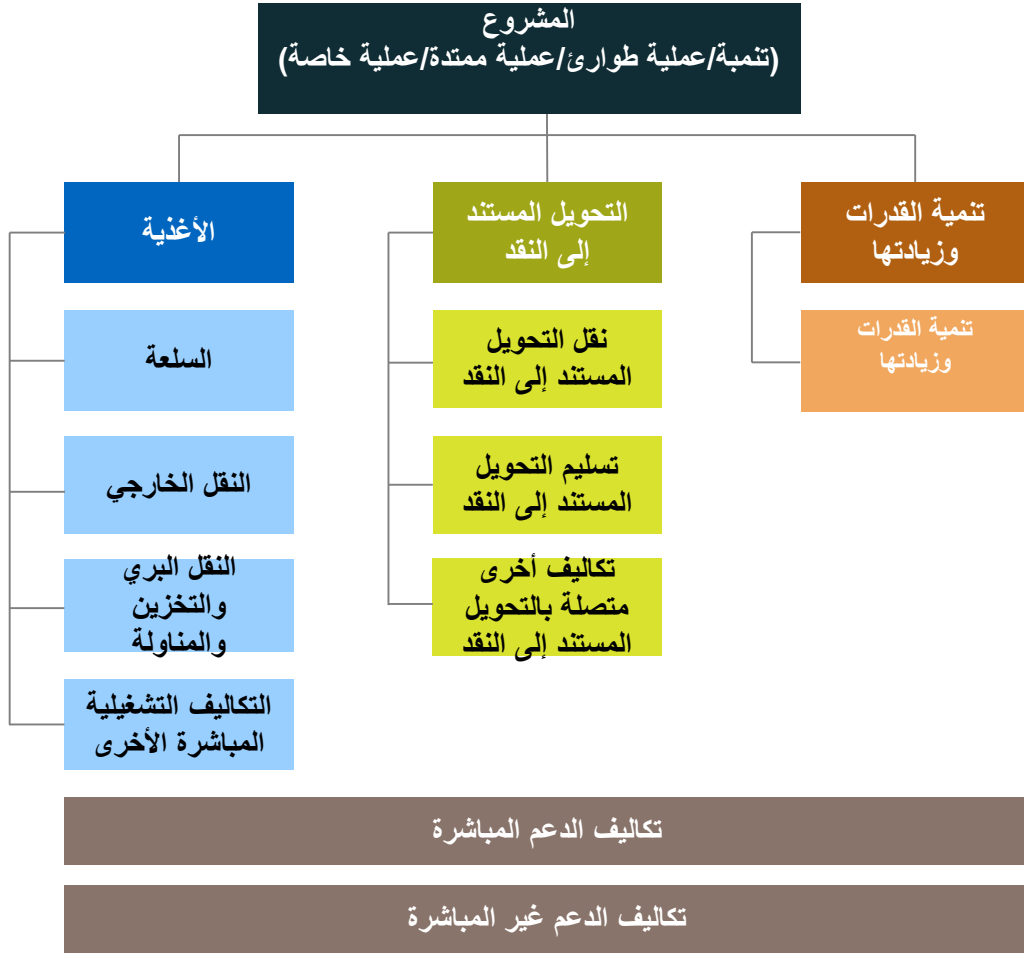 المشروع
(تنمبة/عملية طوارئ/عملية ممتدة/عملية خاصة)
تنمية القدرات
وزيادتها
تنمية القدرات
وزيادتها
التحويل المستند
إلى النقد
نقل التحويل
المستند إلى النقد
تسليم التحويل
المستند إلى النقد
تكاليف أخرى
متصلة بالتحويل
المستند إلى النقد
الأغذية
السلعة
النقل الخارجي
النقل البري
والتخزين
والمناولة
التكاليف التشغيلية
المباشرة الأخرى
تكاليف الدعم المباشرة
تكاليف الدعم غير المباشرة